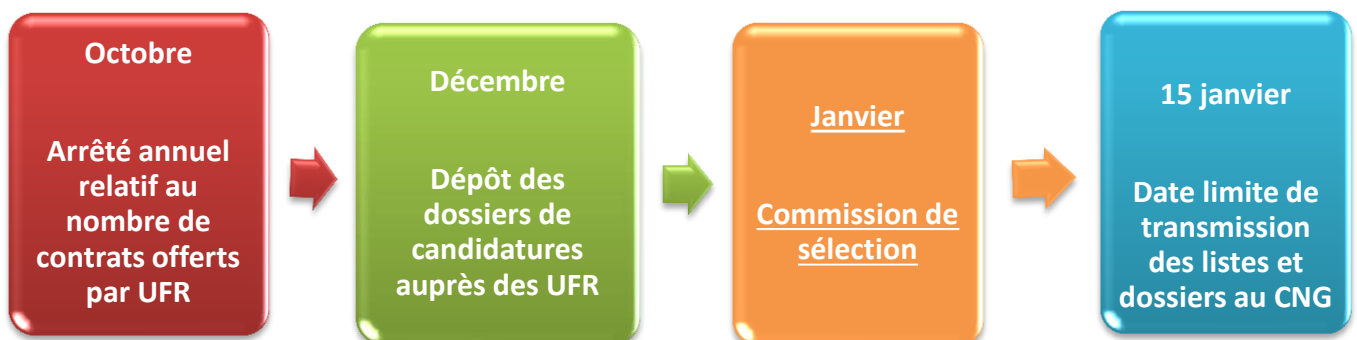 Octobre
Arrêté annuel
relatif au
nombre de
contrats offerts
par UFR
Décembre
Dépôt des
dossiers de
candidatures
auprès des UFR
Janvier
Commission de
sélection
15 janvier
Date limite de
transmission
des listes et
dossiers au CNG